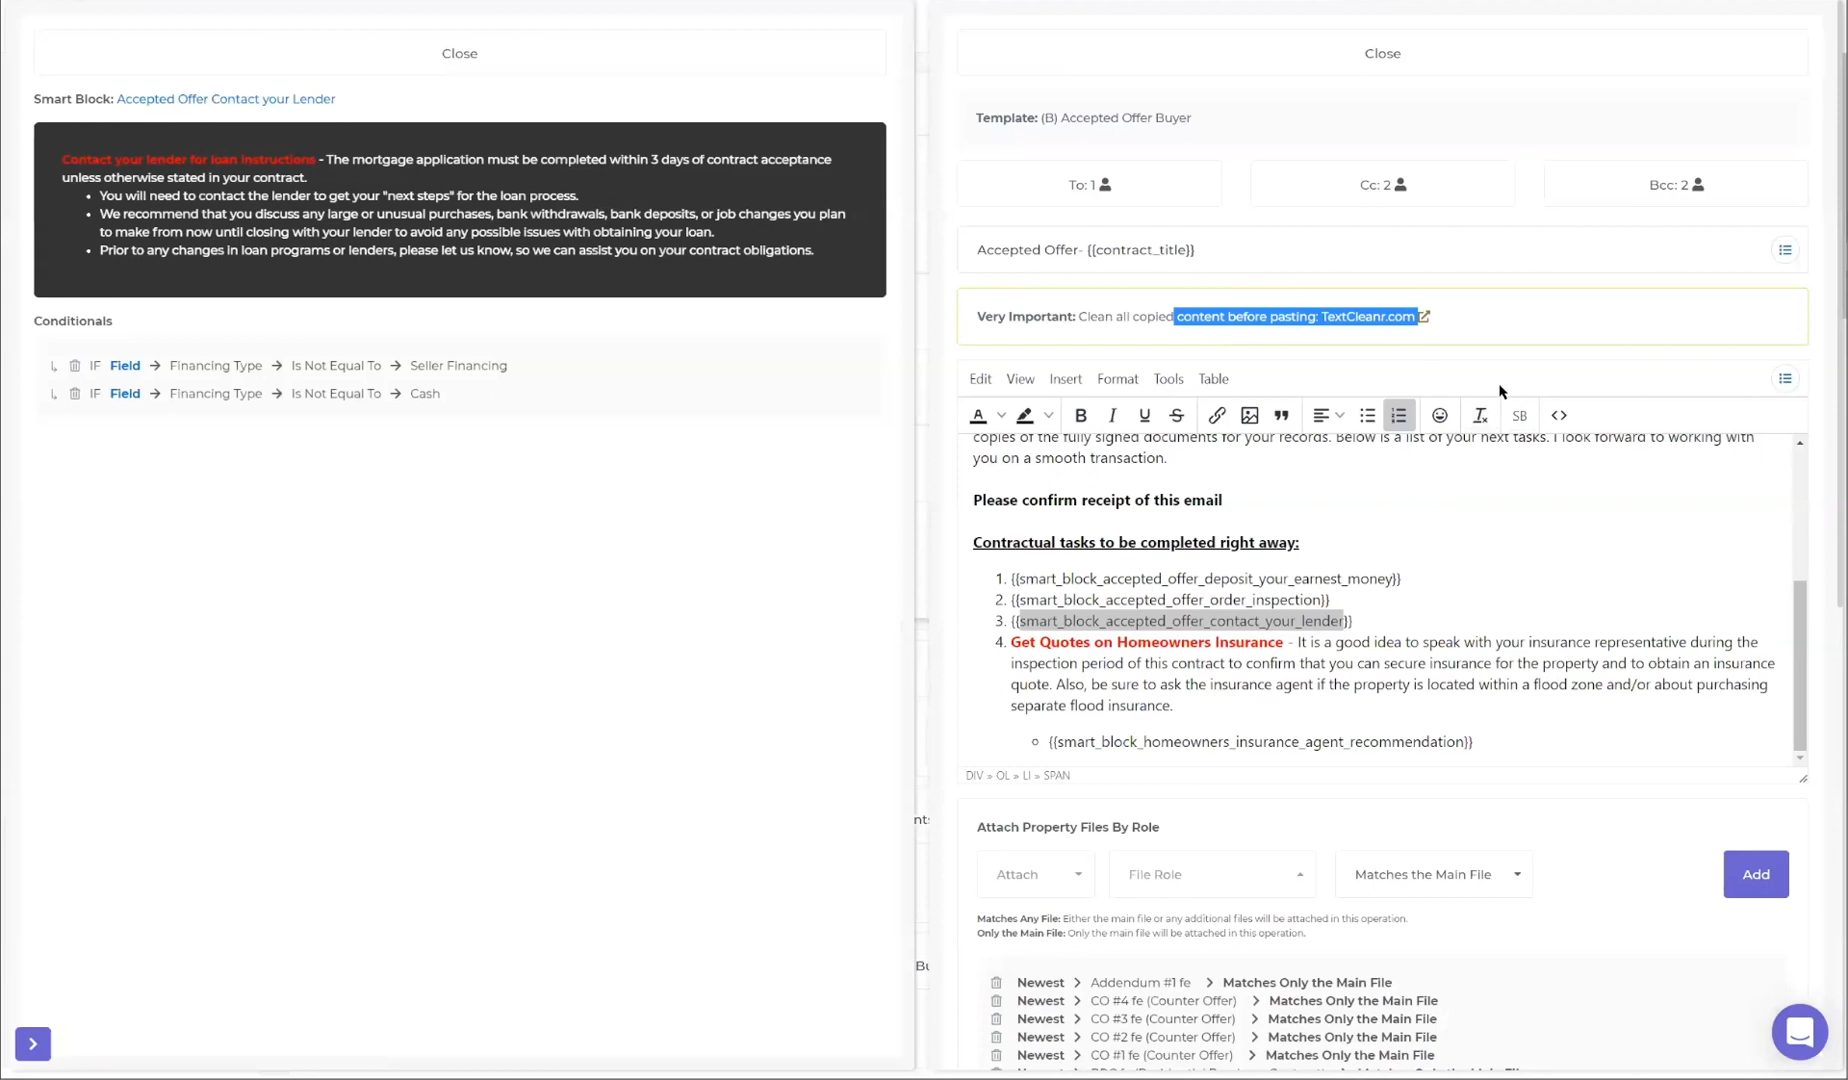 Close
Smart Block: Accepted Offer Contact your Lender
Contact your lender for loan instructions - The mortgage application must be completed within 3 days of contract acceptance
unless otherwise stated in your contract.
• You will need to contact the lender to get your "next steps" for the loan process.
• We recommend that you discuss any large or unusual purchases, bank withdrawals, bank deposits, or job changes you plan
to make from now until closing with your lender to avoid any possible issues with obtaining your loan.
• Prior to any changes in loan programs or lenders, please let us know, so we can assist you on your contract obligations.
Conditionals
IF Field → Financing Type → Is Not Equal To → Seller Financing
IF Field → Financing Type → Is Not Equal To → Cash
Close
Template: (B) Accepted Offer Buyer
To: 1
Cc: 2
Bcc: 2
Accepted Offer- {{contract_title}}
Very Important: Clean all copied content before pasting: TextCleanr.com
Edit View Insert Format Tools Table
A B I U S SB <>
copies of the fully signed documents for your records. Below is a list of your next tasks. I look forward to working with
you on a smooth transaction.
Please confirm receipt of this email
Contractual tasks to be completed right away:
1. {{smart_block_accepted_offer_deposit_your_earnest_money}}
2. {{smart_block_accepted_offer_order_inspection}}
3. {{smart_block_accepted_offer_contact_your_lender}}
4. Get Quotes on Homeowners Insurance - It is a good idea to speak with your insurance representative during the
inspection period of this contract to confirm that you can secure insurance for the property and to obtain an insurance
quote. Also, be sure to ask the insurance agent if the property is located within a flood zone and/or about purchasing
separate flood insurance.
○ {{smart_block_homeowners_insurance_agent_recommendation}}
DIV » OL » LI » SPAN
Attach Property Files By Role
Attach
File Role
Matches the Main File
Add
Matches Any File: Either the main file or any additional files will be attached in this operation.
Only the Main File: Only the main file will be attached in this operation.
Newest > Addendum #1 fe > Matches Only the Main File
Newest > CO #4 fe (Counter Offer) > Matches Only the Main File
Newest > CO #3 fe (Counter Offer) > Matches Only the Main File
Newest > CO #2 fe (Counter Offer) > Matches Only the Main File
Newest > CO #1 fe (Counter Offer) > Matches Only the Main File